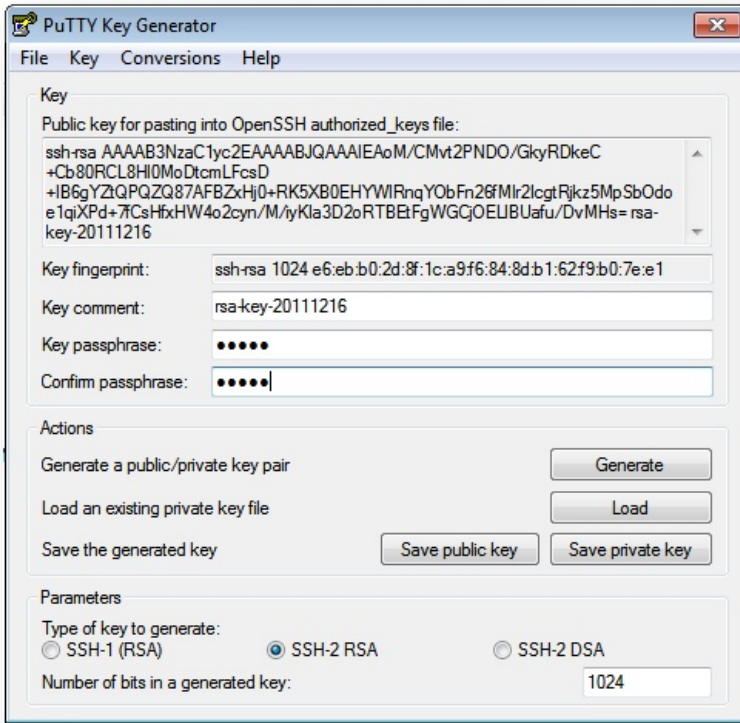 PuTTY Key Generator
File Key Conversions Help
Key
Public key for pasting into OpenSSH authorized_keys file:
ssh-rsa AAAAB3NzaC1yc2EAAAABJQAAAIEAoM/CMvt2PNDO/GkyRDkeC
+Cb80RCL8HI0MoDtcmLFcsD
+IB6gYZtQPQZQ87AFBZxHj0+RK5XB0EHYWIRnqYObFn26fMIr2IcgtRjkz5MpSbOdo
e1qiXPd+7fCsHfxHW4o2cyn/M/iyKIa3D2oRTBEtFgWGCjOELIBUafu/DvMHs= rsa-
key-20111216
Key fingerprint: ssh-rsa 1024 e6:eb:b0:2d:8f:1c:a9:f6:84:8d:b1:62:f9:b0:7e:e1
Key comment: rsa-key-20111216
Key passphrase: ●●●●●
Confirm passphrase: ●●●●●
Actions
Generate a public/private key pair Generate
Load an existing private key file Load
Save the generated key Save public key Save private key
Parameters
Type of key to generate:
SSH-1 (RSA) SSH-2 RSA SSH-2 DSA
Number of bits in a generated key: 1024